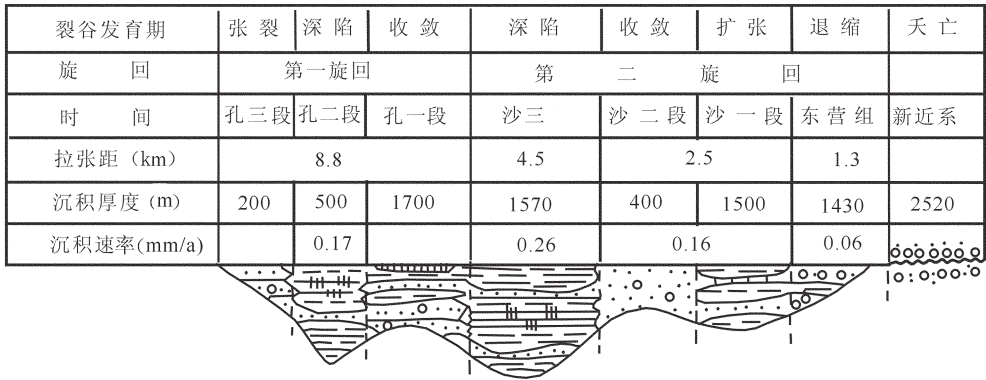 裂谷发育期 张裂 深陷 收敛 深陷 收敛 扩张 退缩 夭亡
旋 回 第一旋回 第 二 旋 回
时 间 孔三段 孔二段 孔一段 沙三 沙二段 沙一段 东营组 新近系
拉张距 (km) 8.8 4.5 2.5 1.3
沉积厚度 (m) 200 500 1700 1570 400 1500 1430 2520
沉积速率(mm/a) 0.17 0.26 0.16 0.06